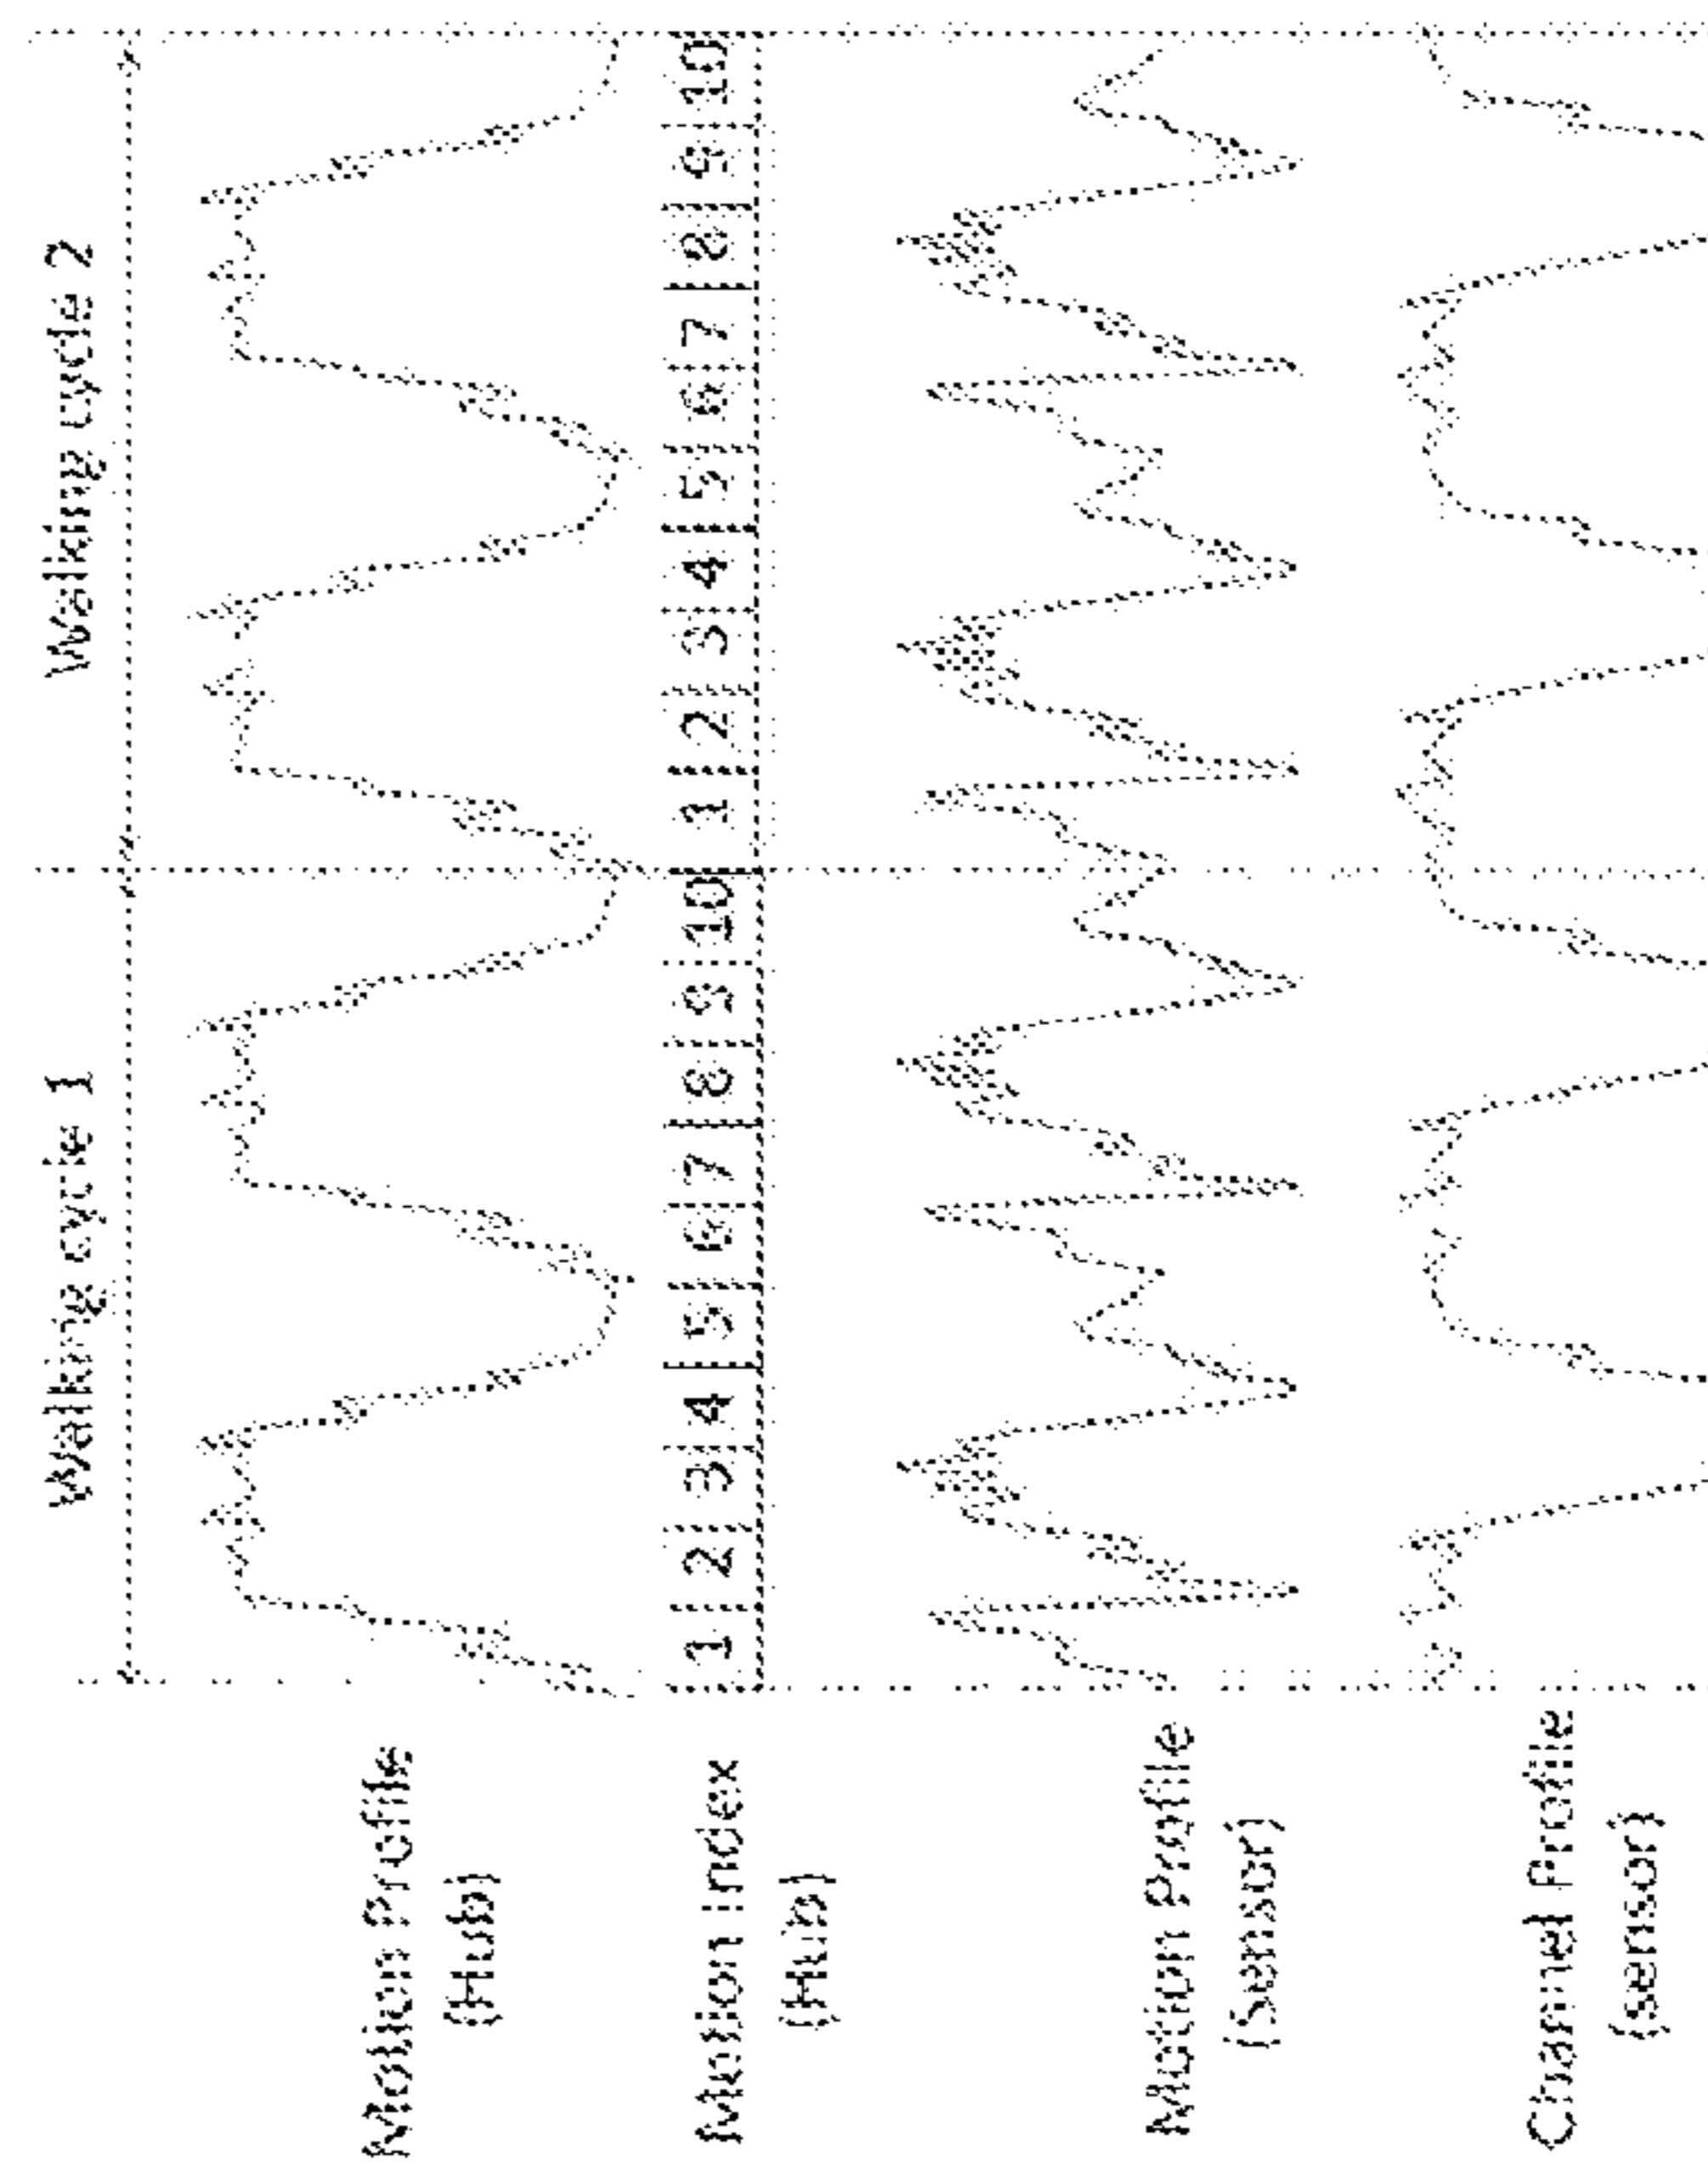 Walking cycle 1 Walking cycle 2
Motion Profile
(Hub)
Motion index
(Hub)
1 2 3 4 5 6 7 8 9 10 1 2 3 4 5 6 7 8 9 10
Motion Profile
(Sensor)
Channel Profile
(sensor)